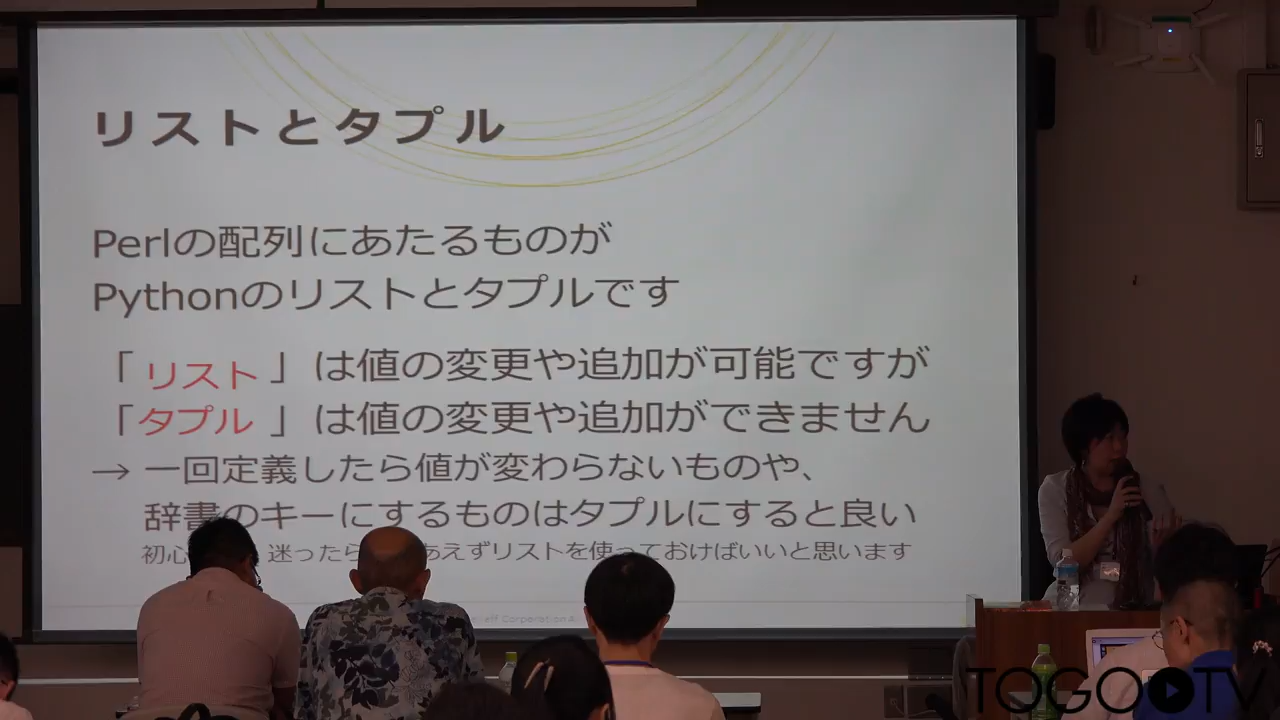 リストとタプル
Perlの配列にあたるものが
Pythonのリストとタプルです
「リスト」は値の変更や追加が可能ですが
「タプル」は値の変更や追加ができません
→ 一回定義したら値が変わらないものや、
辞書のキーにするものはタプルにすると良い
初心 迷ったら あえずリストを使っておけばいいと思います
Corporation
TOGOTV